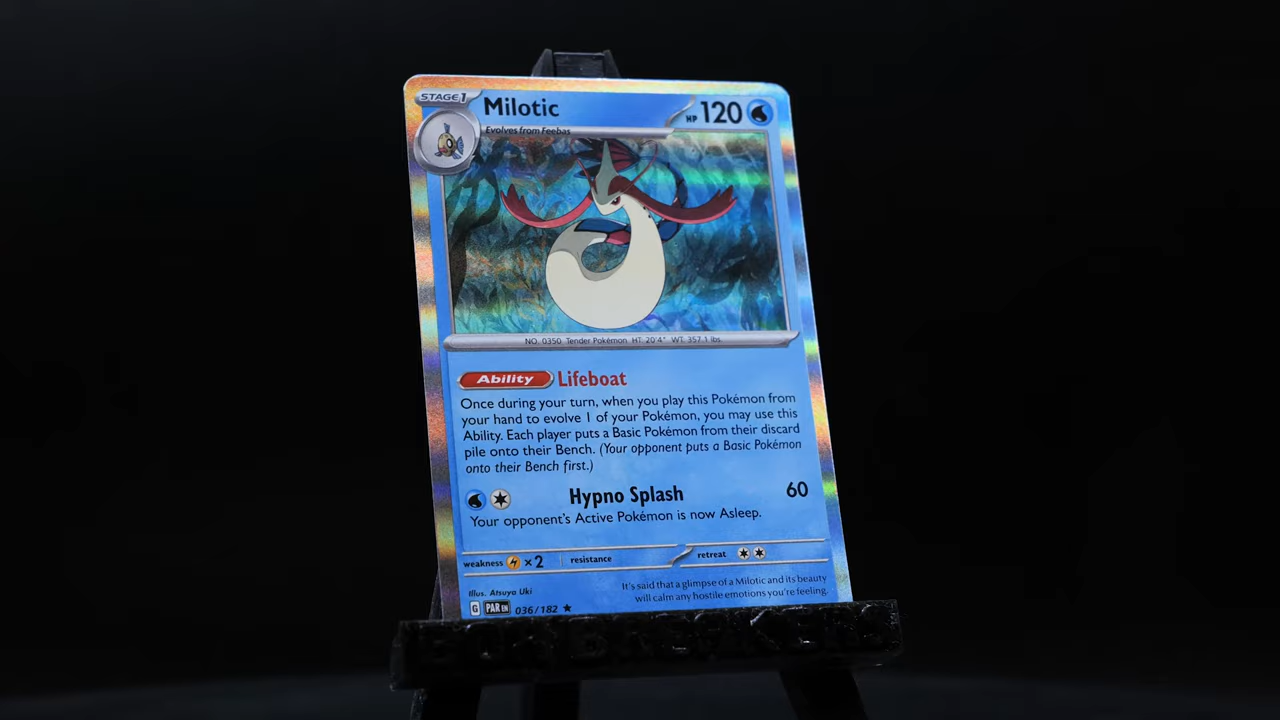 STAGE1
Milotic
HP 120
Evolves from Feebas
NO. 0350 Tender Pokémon HT: 20'4" WT: 357.1 lbs.
Ability Lifeboat
Once during your turn, when you play this Pokémon from
your hand to evolve 1 of your Pokémon, you may use this
Ability. Each player puts a Basic Pokémon from their discard
pile onto their Bench. (Your opponent puts a Basic Pokémon
onto their Bench first.)
Hypno Splash 60
Your opponent's Active Pokémon is now Asleep.
weakness ×2 resistance retreat
Illus. Atsuya Uki
It's said that a glimpse of a Milotic and its beauty
will calm any hostile emotions you're feeling.
G PAR EN 036/182